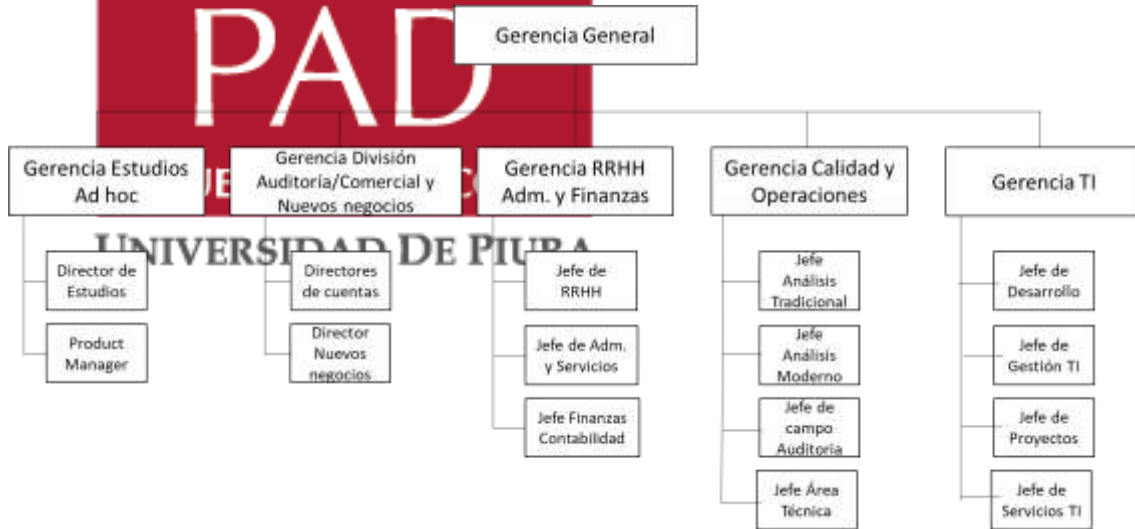 PAD
Gerencia General
Gerencia Estudios
Ad hoc
Gerencia División
Auditoría/Comercial y
Nuevos negocios
Gerencia RRHH
Adm. y Finanzas
Gerencia Calidad y
Operaciones
Gerencia TI
UNIVERSIDAD DE PIURA
Director de
Estudios
Product
Manager
Directores
de cuentas
Director
Nuevos
negocios
Jefe de
RRHH
Jefe de Adm.
y Servicios
Jefe Finanzas
Contabilidad
Jefe
Análisis
Tradicional
Jefe
Análisis
Moderno
Jefe de
campo
Auditoria
Jefe Área
Técnica
Jefe de
Desarrollo
Jefe de
Gestión TI
Jefe de
Proyectos
Jefe de
Servicios TI